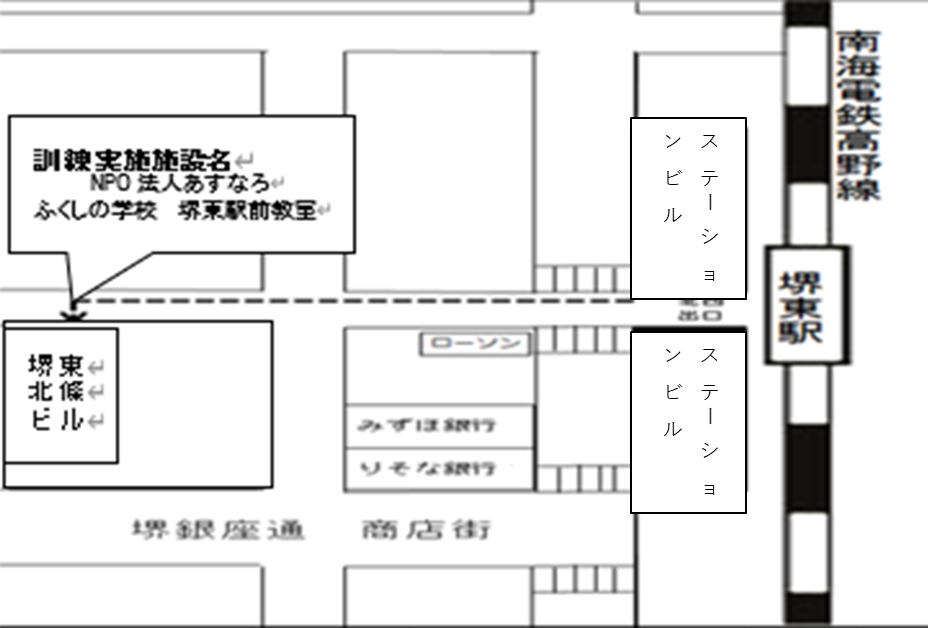 南海電鉄高野線
訓練実施施設名↵
NPO 法人あすなろ↵
ふくしの学校　堺東駅前教室↵
ステーショ
ンビル
堺東駅
出口
堺東↵
北條↵
ビル↵
ローソン
みずほ銀行
りそな銀行
ステーショ
ンビル
堺銀座通　商店街